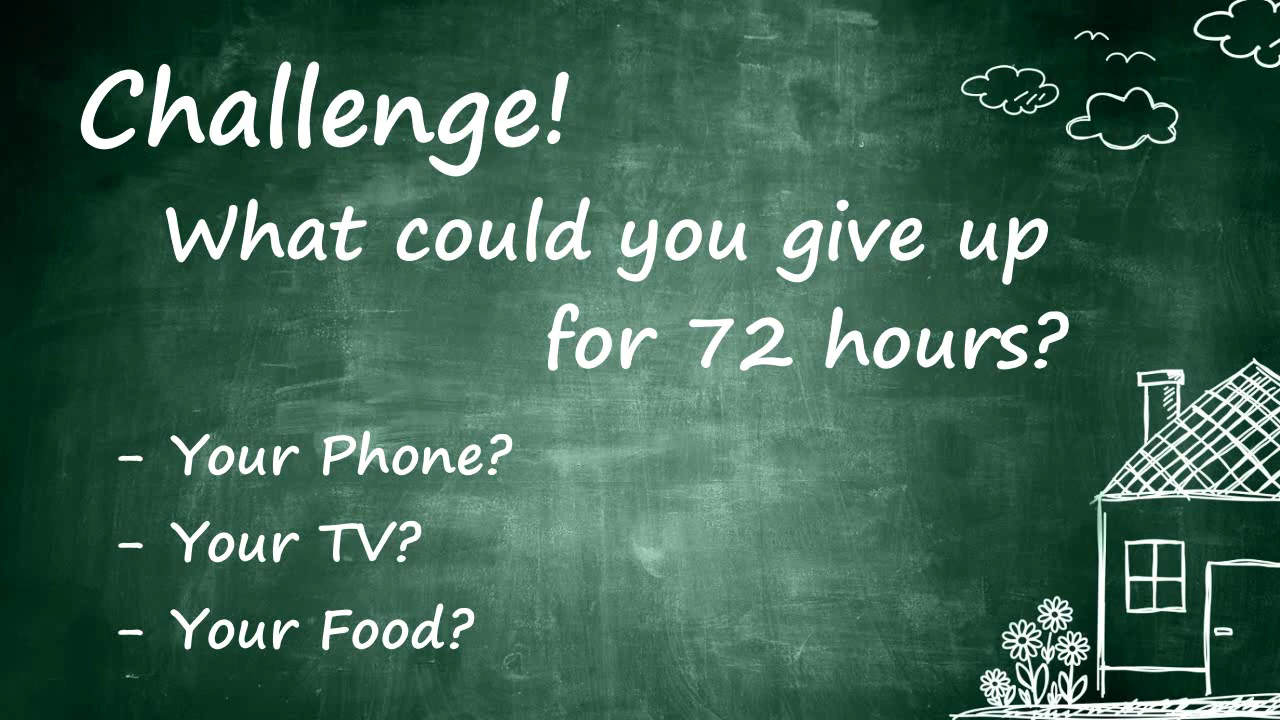 Challenge!
What could you give up
for 72 hours?
- Your Phone?
- Your TV?
- Your Food?